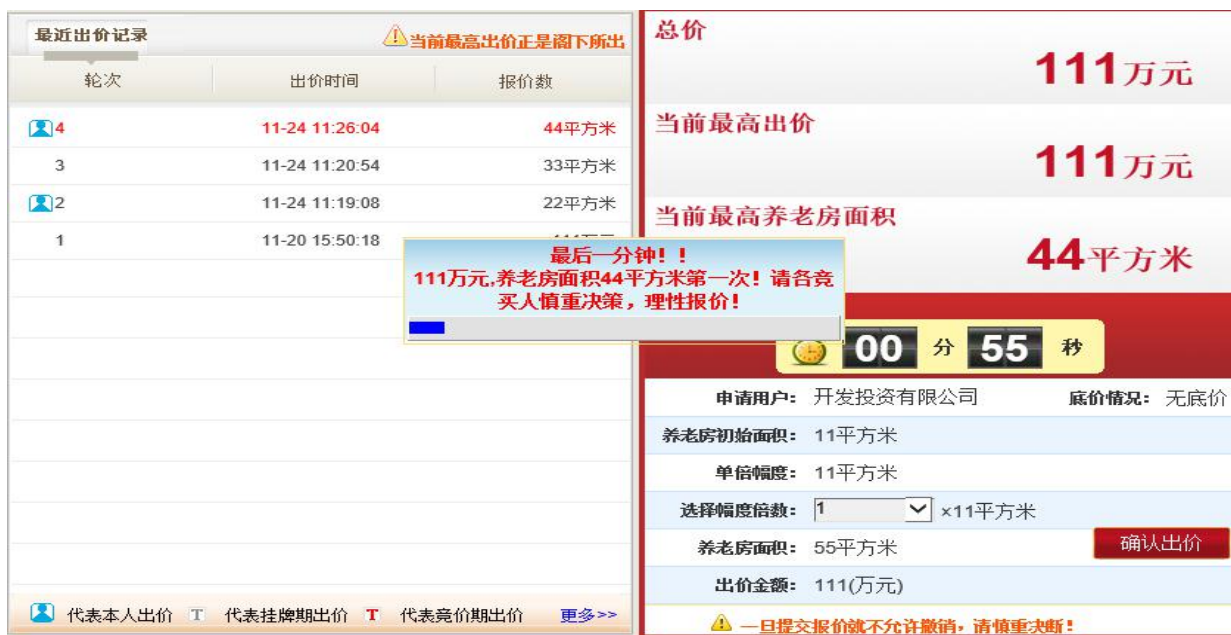 最近出价记录
当前最高出价正是阁下所出
轮次 出价时间 报价数
4 11-24 11:26:04 44平方米
3 11-24 11:20:54 33平方米
2 11-24 11:19:08 22平方米
1 11-20 15:50:18
T 代表本人出价 T 代表挂牌期出价 T 代表竞价期出价 更多>>
总价
111万元
当前最高出价
111万元
当前最高养老房面积
44平方米
最后一分钟！！
111万元,养老房面积44平方米第一次！请各竞
买人慎重决策，理性报价！
00 分 55 秒
申请用户： 开发投资有限公司 底价情况： 无底价
养老房初始面积： 11平方米
单倍幅度： 11平方米
选择幅度倍数： 1 ×11平方米
养老房面积： 55平方米
确认出价
出价金额： 111(万元)
一旦提交报价就不允许撤销，请慎重决断！